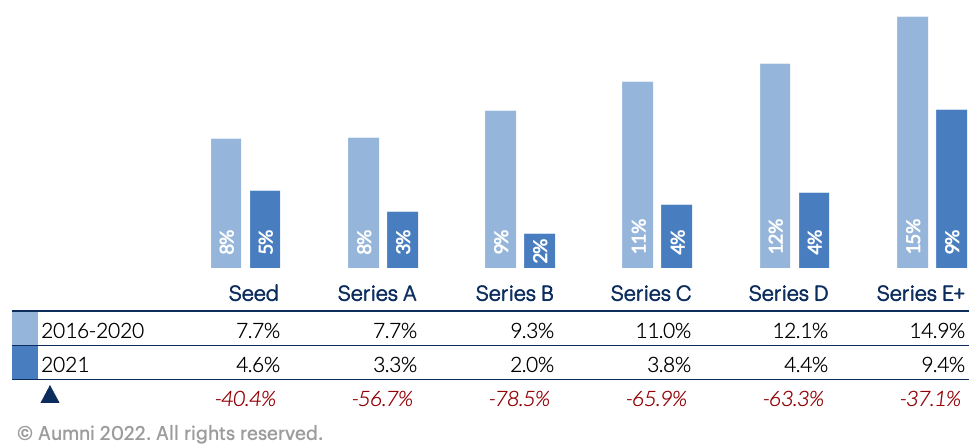 8% 5% 8% 3% 9% 2% 11% 4% 12% 4% 15% 9%
Seed Series A Series B Series C Series D Series E+
2016-2020 7.7% 7.7% 9.3% 11.0% 12.1% 14.9%
2021 4.6% 3.3% 2.0% 3.8% 4.4% 9.4%
-40.4% -56.7% -78.5% -65.9% -63.3% -37.1%
© Aumni 2022. All rights reserved.